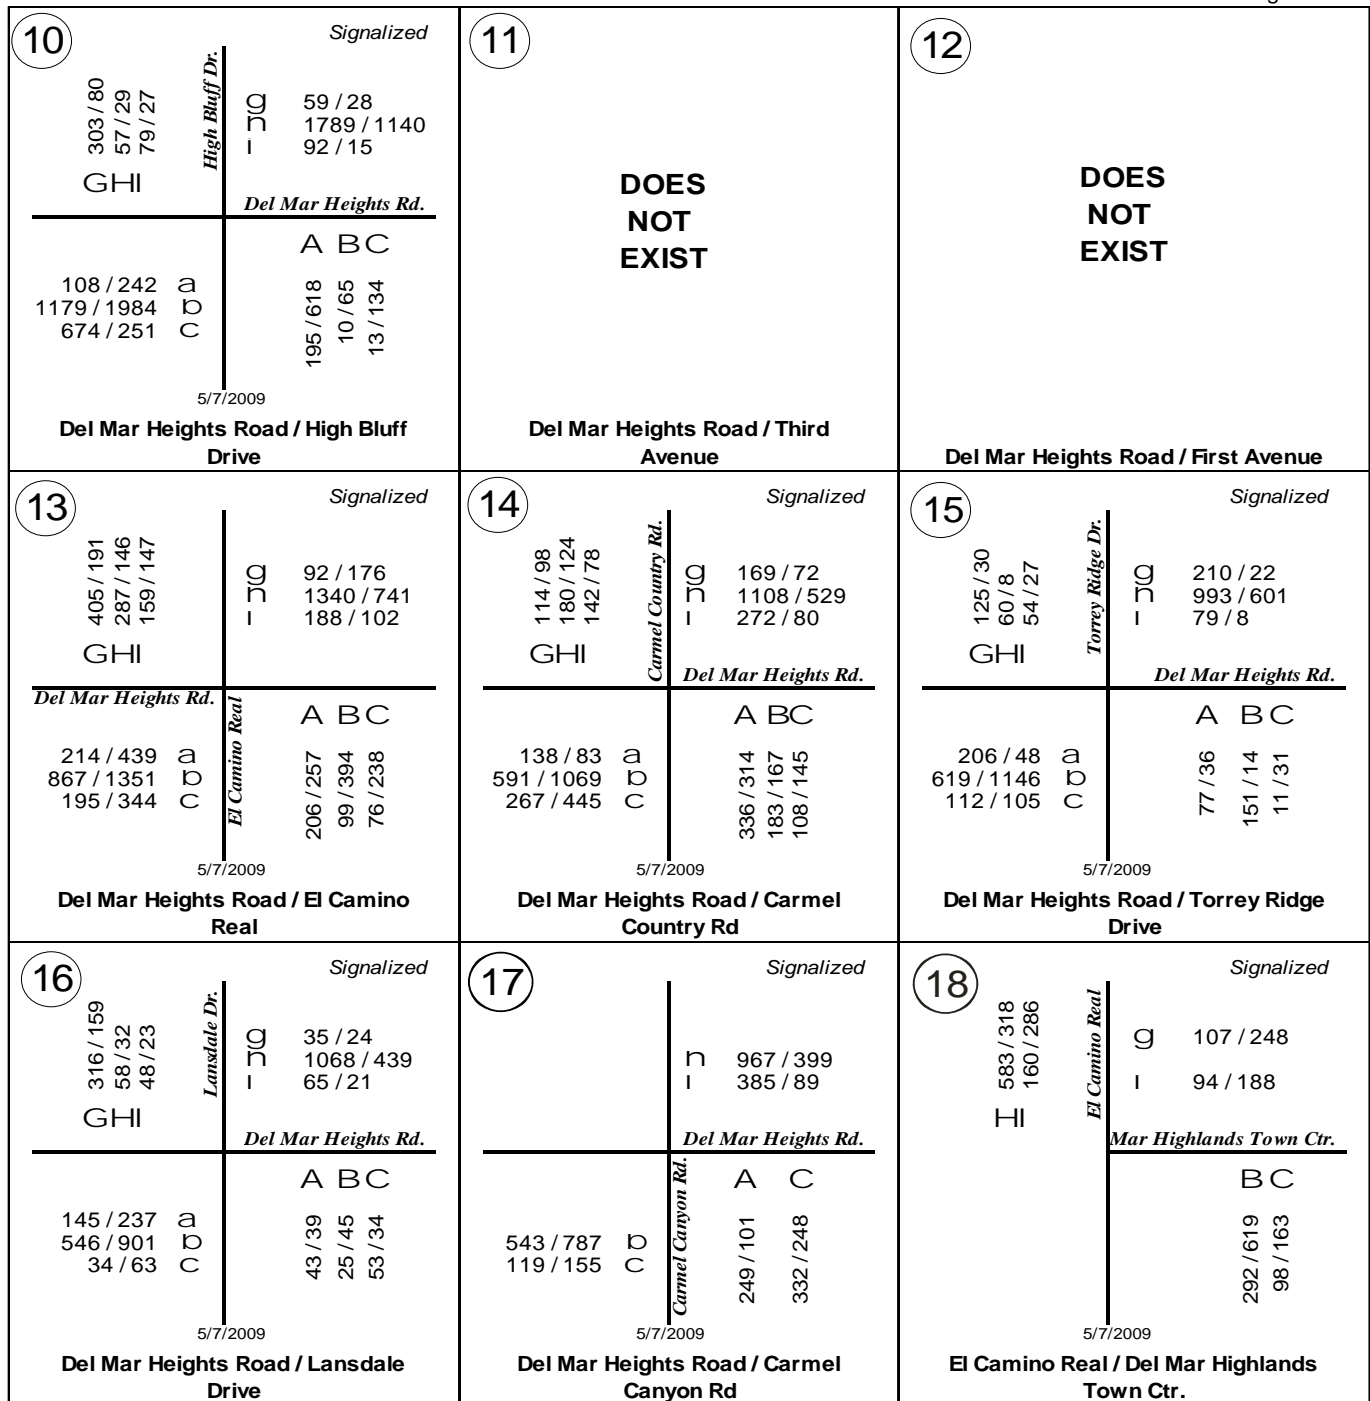 10
Signalized
303 / 80
57 / 29
79 / 27
High Bluff Dr.
g 59 / 28
n 1789 / 1140
i 92 / 15
GHI
Del Mar Heights Rd.
A B C
108 / 242 a
1179 / 1984 b
674 / 251 c
195 / 618
10 / 65
13 / 134
5/7/2009
Del Mar Heights Road / High Bluff
Drive
11
DOES
NOT
EXIST
Del Mar Heights Road / Third
Avenue
12
DOES
NOT
EXIST
Del Mar Heights Road / First Avenue
13
Signalized
405 / 191
287 / 146
159 / 147
g 92 / 176
n 1340 / 741
i 188 / 102
GHI
Del Mar Heights Rd.
El Camino Real
A B C
214 / 439 a
867 / 1351 b
195 / 344 c
206 / 257
99 / 394
76 / 238
5/7/2009
Del Mar Heights Road / El Camino
Real
14
Signalized
114 / 98
180 / 124
142 / 78
Carmel Country Rd.
g 169 / 72
n 1108 / 529
i 272 / 80
GHI
Del Mar Heights Rd.
A BC
138 / 83 a
591 / 1069 b
267 / 445 c
336 / 314
183 / 167
108 / 145
5/7/2009
Del Mar Heights Road / Carmel
Country Rd
15
Signalized
125 / 30
60 / 8
54 / 27
Torrey Ridge Dr.
g 210 / 22
n 993 / 601
i 79 / 8
GHI
Del Mar Heights Rd.
A B C
206 / 48 a
619 / 1146 b
112 / 105 c
77 / 36
151 / 14
11 / 31
5/7/2009
Del Mar Heights Road / Torrey Ridge
Drive
16
Signalized
316 / 159
58 / 32
48 / 23
Lansdale Dr.
g 35 / 24
n 1068 / 439
i 65 / 21
GHI
Del Mar Heights Rd.
A B C
145 / 237 a
546 / 901 b
34 / 63 c
43 / 39
25 / 45
53 / 34
5/7/2009
Del Mar Heights Road / Lansdale
Drive
17
Signalized
n 967 / 399
i 385 / 89
Del Mar Heights Rd.
Carmel Canyon Rd.
A C
543 / 787 b
119 / 155 c
249 / 101
332 / 248
5/7/2009
Del Mar Heights Road / Carmel
Canyon Rd
18
Signalized
583 / 318
160 / 286
El Camino Real
g 107 / 248
i 94 / 188
HI
Mar Highlands Town Ctr.
B C
292 / 619
98 / 163
5/7/2009
El Camino Real / Del Mar Highlands
Town Ctr.